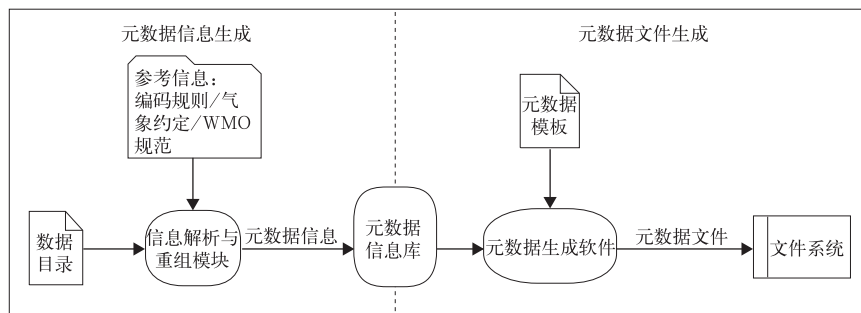 元数据信息生成
元数据文件生成
参考信息:
编码规则/气
象约定/WMO
规范
元数据
模板
数据
目录
信息解析与
重组模块
元数据信息
元数据
信息库
元数据生成软件
元数据文件
文件系统